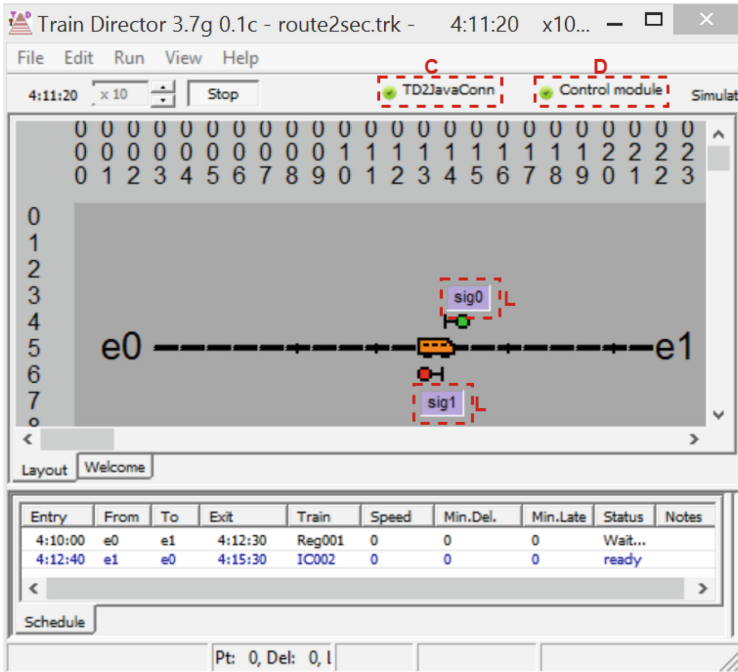 Train Director 3.7g 0.1c - route2sec.trk - 4:11:20 x10...
File Edit Run View Help
C D
4:11:20 x 10 Stop TD2JavaConn Control module Simulat
0 0 0 0 0 0 0 0 0 0 0 0 0 0 0 0 0 0 0 0 0 0 0 0
0 0 0 0 0 0 0 0 0 0 1 1 1 1 1 1 1 1 1 1 2 2 2 2
0 1 2 3 4 5 6 7 8 9 0 1 2 3 4 5 6 7 8 9 0 1 2 3
0
1
2
3 sig0 L
4
5 e0 e1
6
7 sig1 L
8
Layout Welcome
Entry From To Exit Train Speed Min.Del. Min.Late Status Notes
4:10:00 e0 e1 4:12:30 Reg001 0 0 0 Wait...
4:12:40 e1 e0 4:15:30 IC002 0 0 0 ready
Schedule
Pt: 0, Del: 0, l